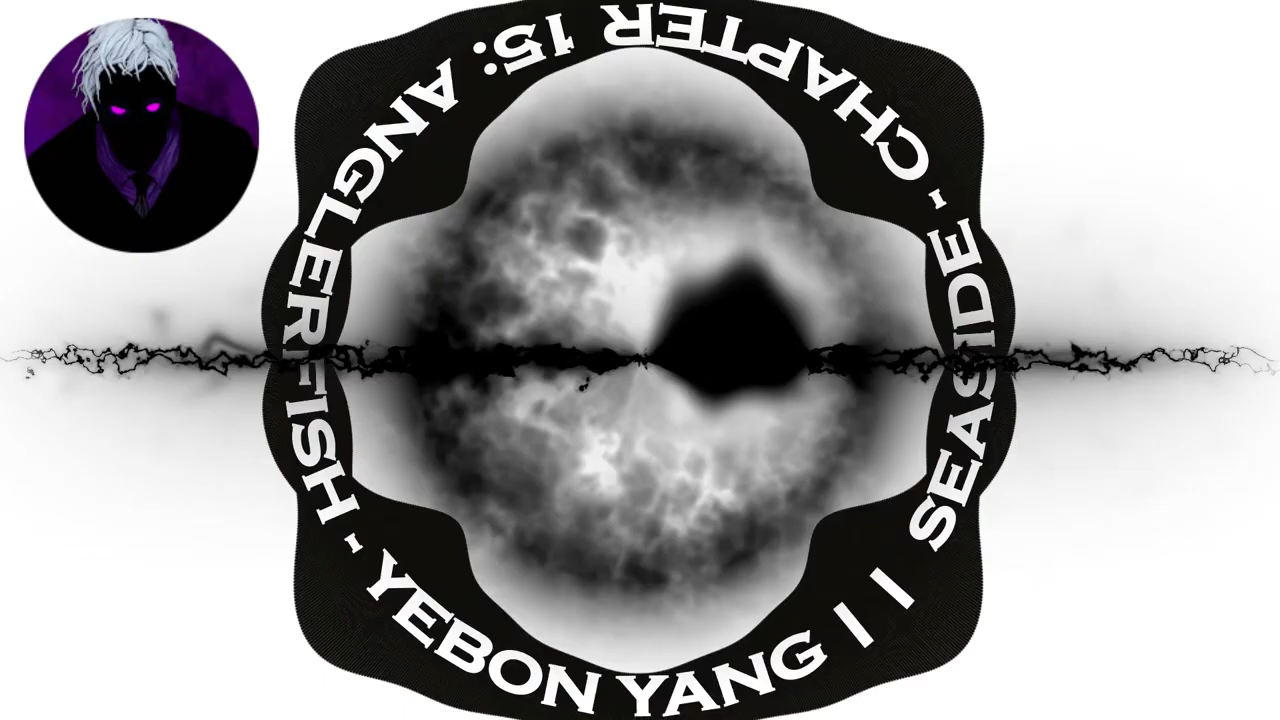 SEASIDE - CHAPTER 15: ANGLERFISH - YEBON YANG | |